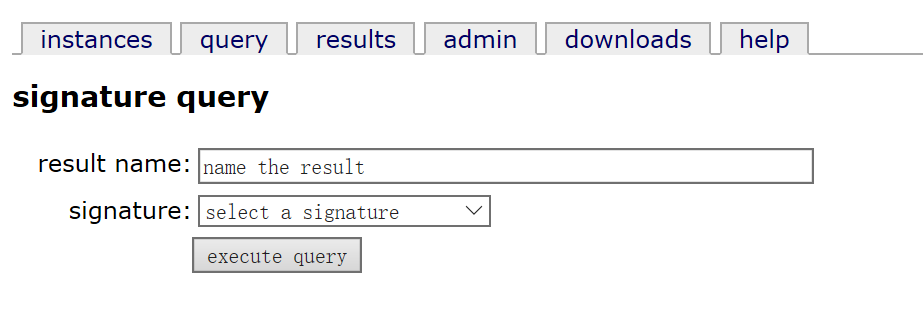 instances query results admin downloads help
signature query
result name: name the result
signature: select a signature
execute query